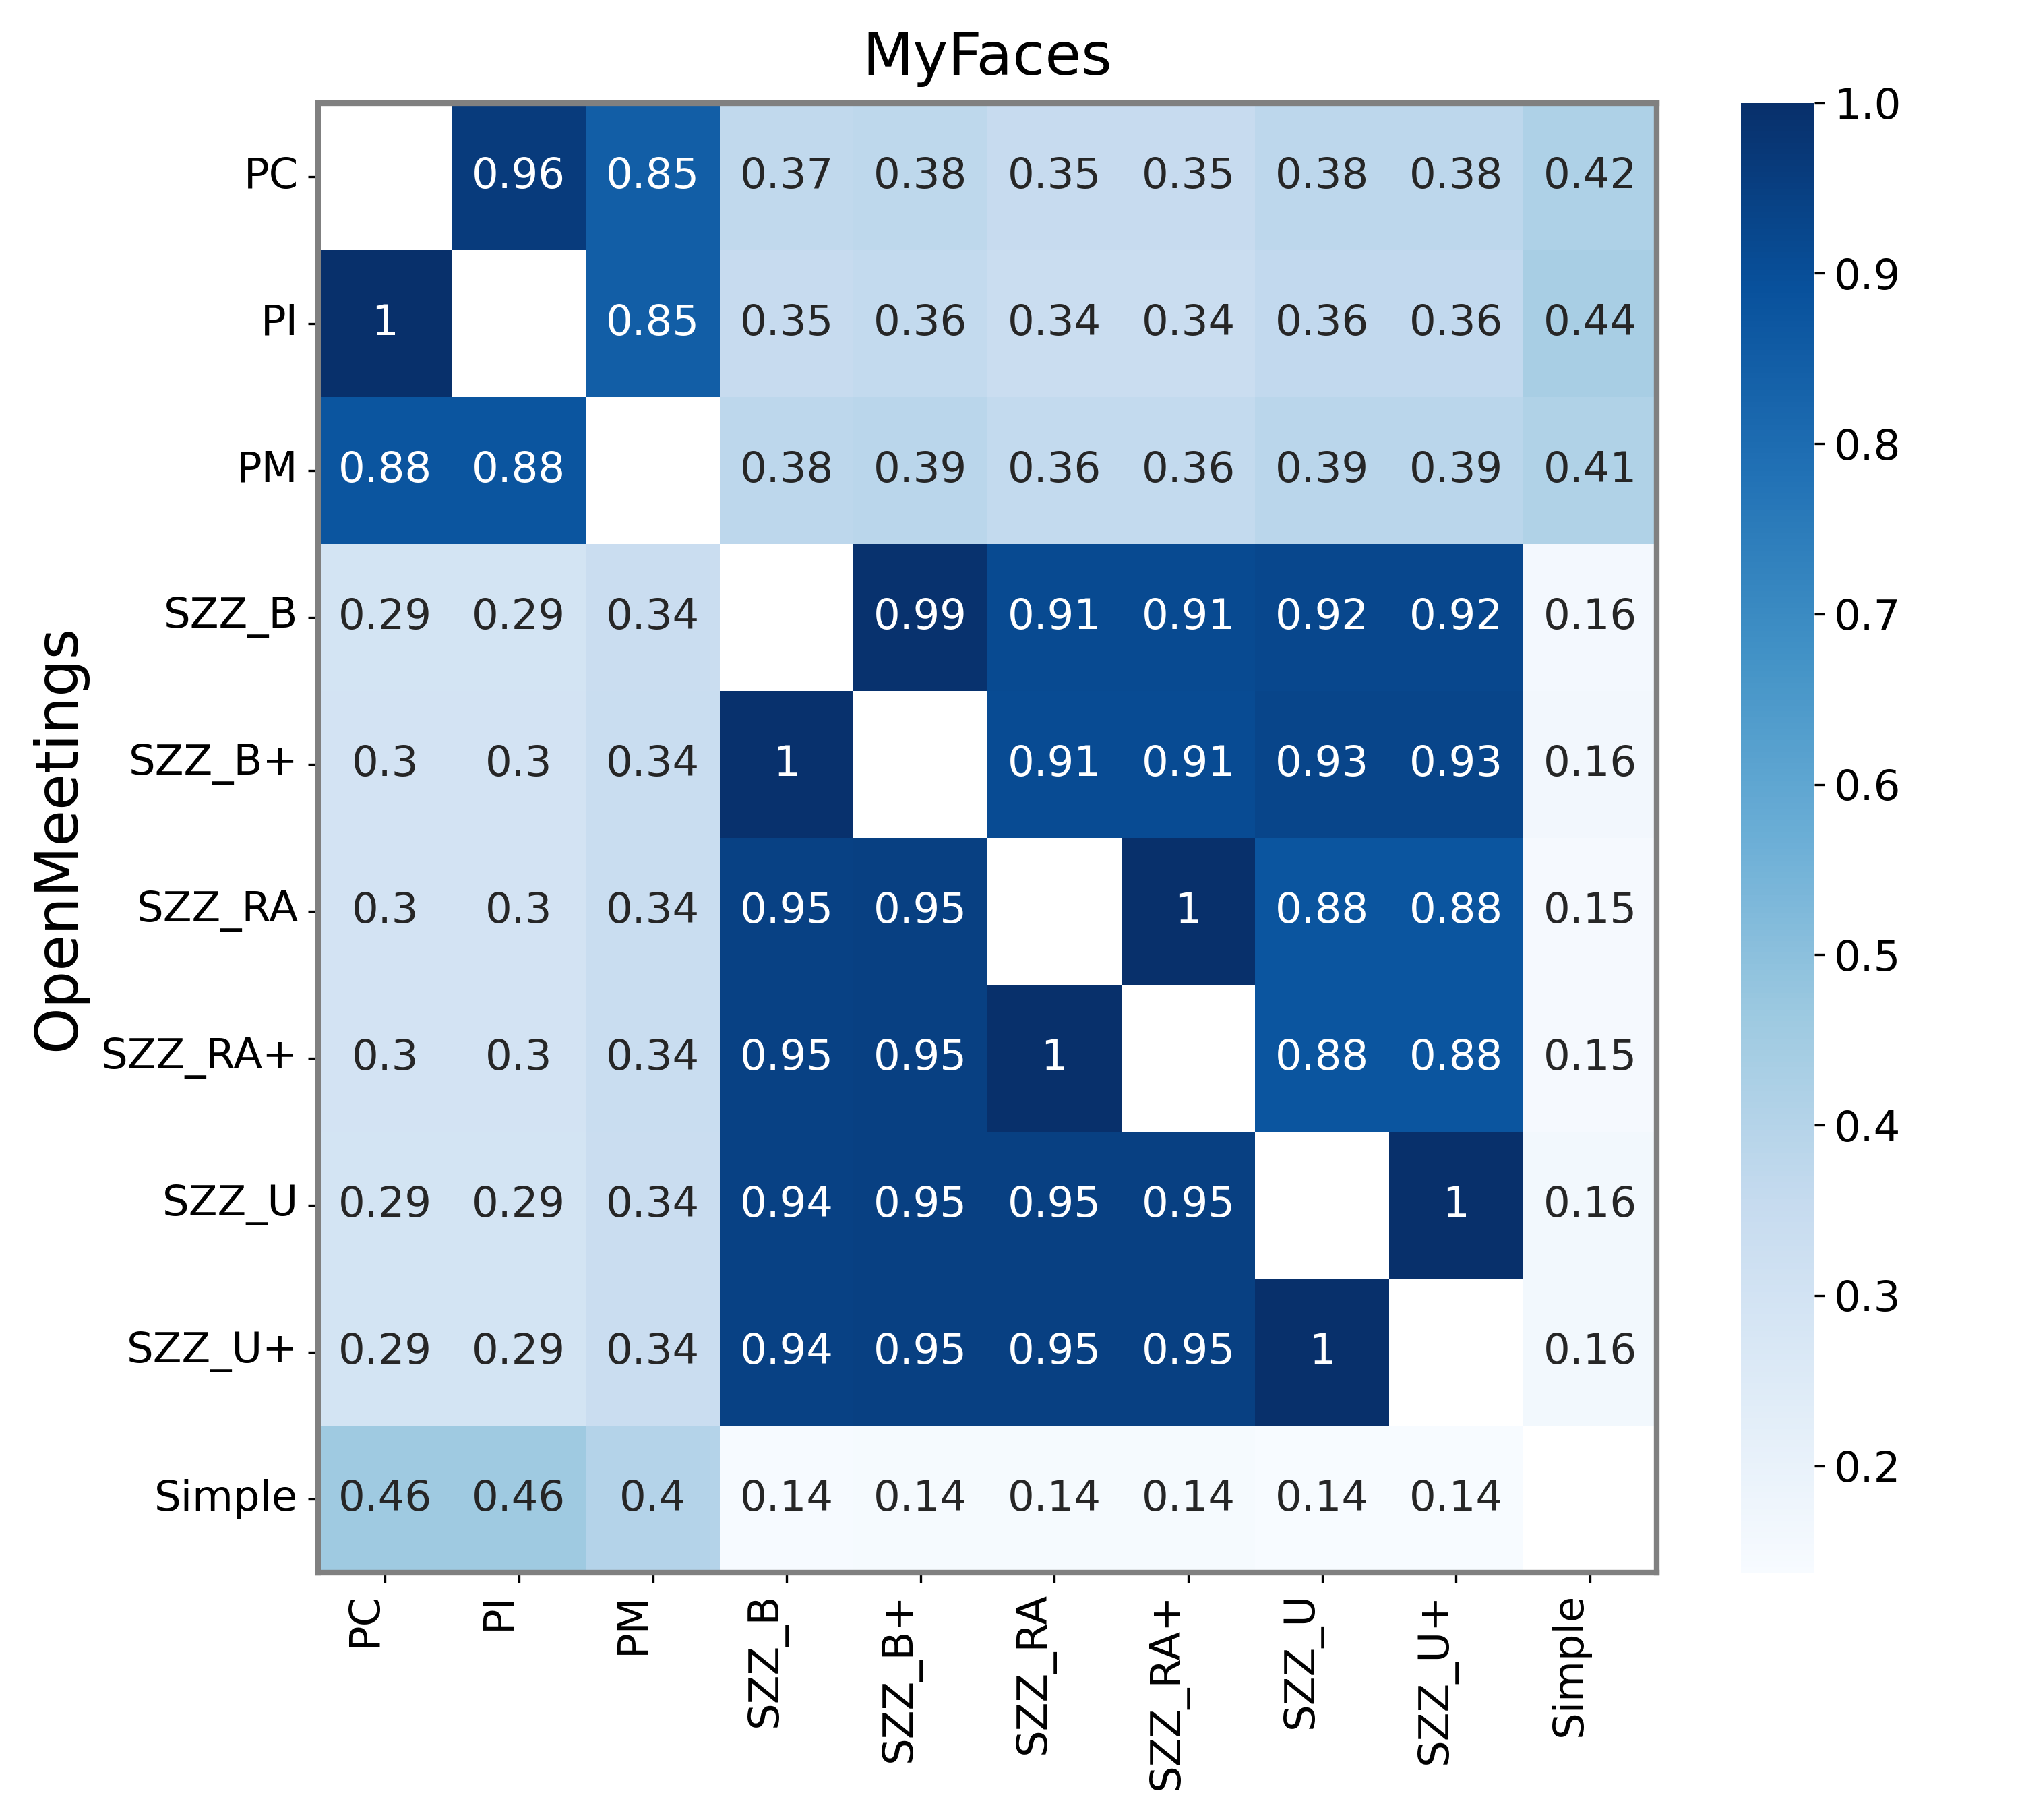 MyFaces
OpenMeetings
PC 0.96 0.85 0.37 0.38 0.35 0.35 0.38 0.38 0.42
PI 1 0.85 0.35 0.36 0.34 0.34 0.36 0.36 0.44
PM 0.88 0.88 0.38 0.39 0.36 0.36 0.39 0.39 0.41
SZZ_B 0.29 0.29 0.34 0.99 0.91 0.91 0.92 0.92 0.16
SZZ_B+ 0.3 0.3 0.34 1 0.91 0.91 0.93 0.93 0.16
SZZ_RA 0.3 0.3 0.34 0.95 0.95 1 0.88 0.88 0.15
SZZ_RA+ 0.3 0.3 0.34 0.95 0.95 1 0.88 0.88 0.15
SZZ_U 0.29 0.29 0.34 0.94 0.95 0.95 0.95 1 0.16
SZZ_U+ 0.29 0.29 0.34 0.94 0.95 0.95 0.95 1 0.16
Simple 0.46 0.46 0.4 0.14 0.14 0.14 0.14 0.14 0.14
PC PI PM SZZ_B SZZ_B+ SZZ_RA SZZ_RA+ SZZ_U SZZ_U+ Simple
1.0
0.9
0.8
0.7
0.6
0.5
0.4
0.3
0.2